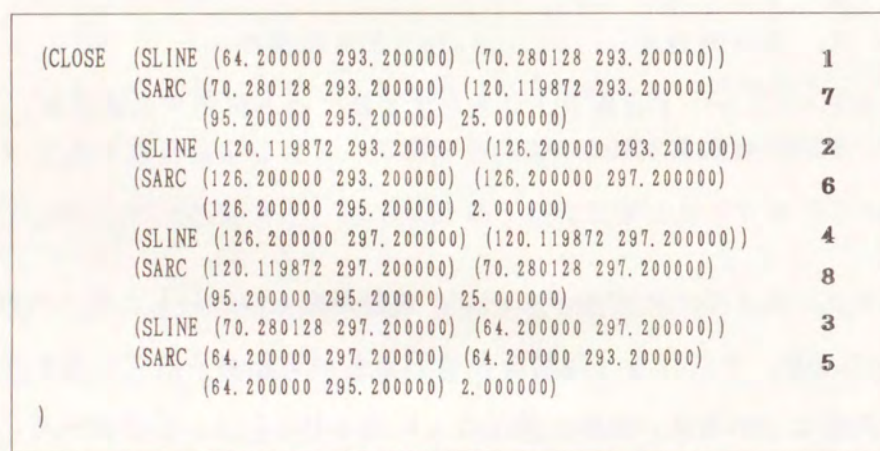 (CLOSE (SLINE (64.200000 293.200000) (70.280128 293.200000)) 1
(SARC (70.280128 293.200000) (120.119872 293.200000) 7
(95.200000 295.200000) 25.000000)
(SLINE (120.119872 293.200000) (126.200000 293.200000)) 2
(SARC (126.200000 293.200000) (126.200000 297.200000) 6
(126.200000 295.200000) 2.000000)
(SLINE (126.200000 297.200000) (120.119872 297.200000)) 4
(SARC (120.119872 297.200000) (70.280128 297.200000) 8
(95.200000 295.200000) 25.000000)
(SLINE (70.280128 297.200000) (64.200000 297.200000)) 3
(SARC (64.200000 297.200000) (64.200000 293.200000) 5
(64.200000 295.200000) 2.000000)
)